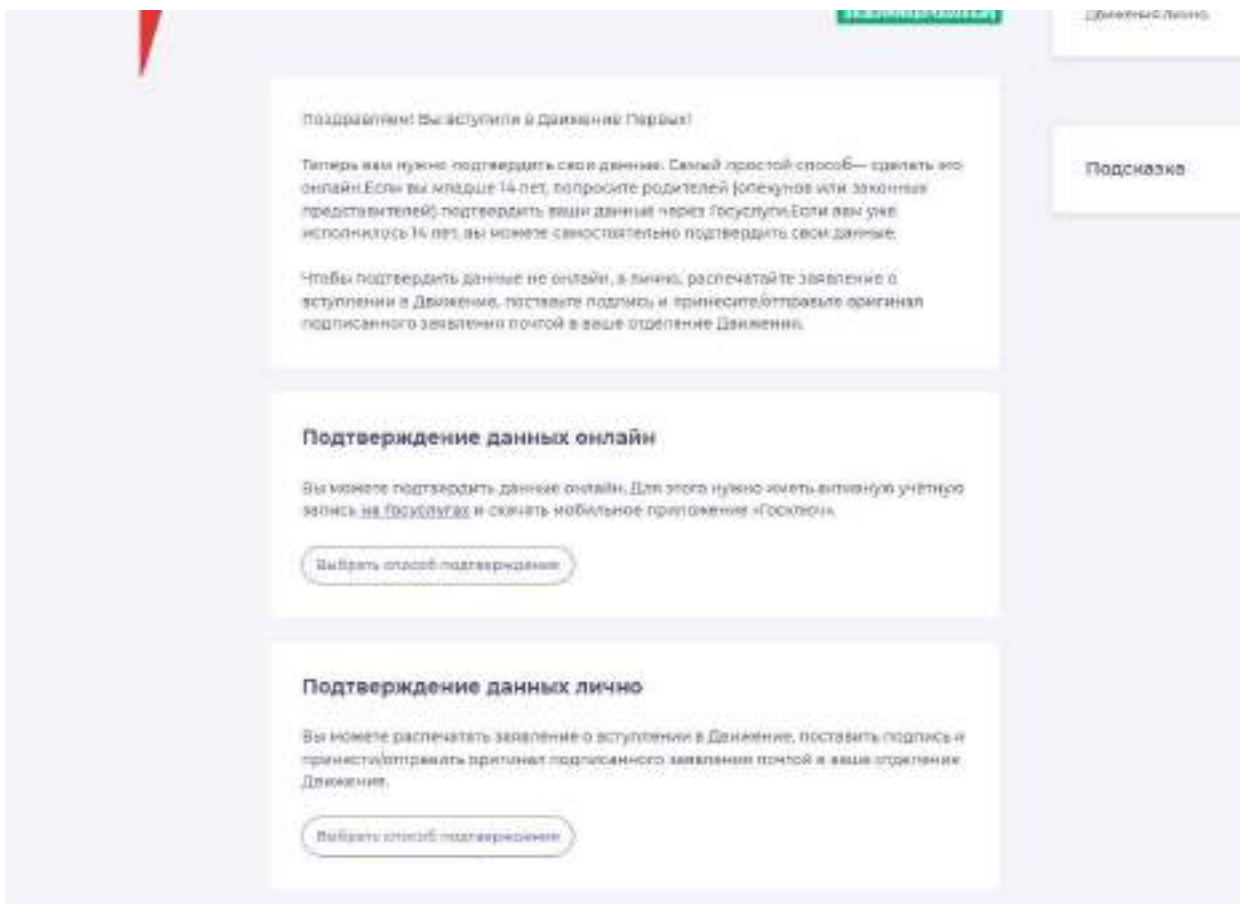 Движения лично.
Поздравляем! Вы вступили в Движение Первых!
Теперь вам нужно подтвердить свои данные. Самый простой способ— сделать это
онлайн.Если вы младше 14 лет, попросите родителей (опекунов или законных
представителей) подтвердить ваши данные через Госуслуги.Если вам уже
исполнилось 14 лет, вы можете самостоятельно подтвердить свои данные.
Чтобы подтвердить данные не онлайн, а лично, распечатайте заявление о
вступлении в Движение, поставьте подпись и принесите/отправьте оригинал
подписанного заявления почтой в ваше отделение Движения.
Подсказка
Подтверждение данных онлайн
Вы можете подтвердить данные онлайн. Для этого нужно иметь активную учётную
запись на Госуслугах и скачать мобильное приложение «Госключ».
Выбрать способ подтверждения
Подтверждение данных лично
Вы можете распечатать заявление о вступлении в Движение, поставить подпись и
принести/отправить оригинал подписанного заявления почтой в ваше отделение
Движения.
Выбрать способ подтверждения